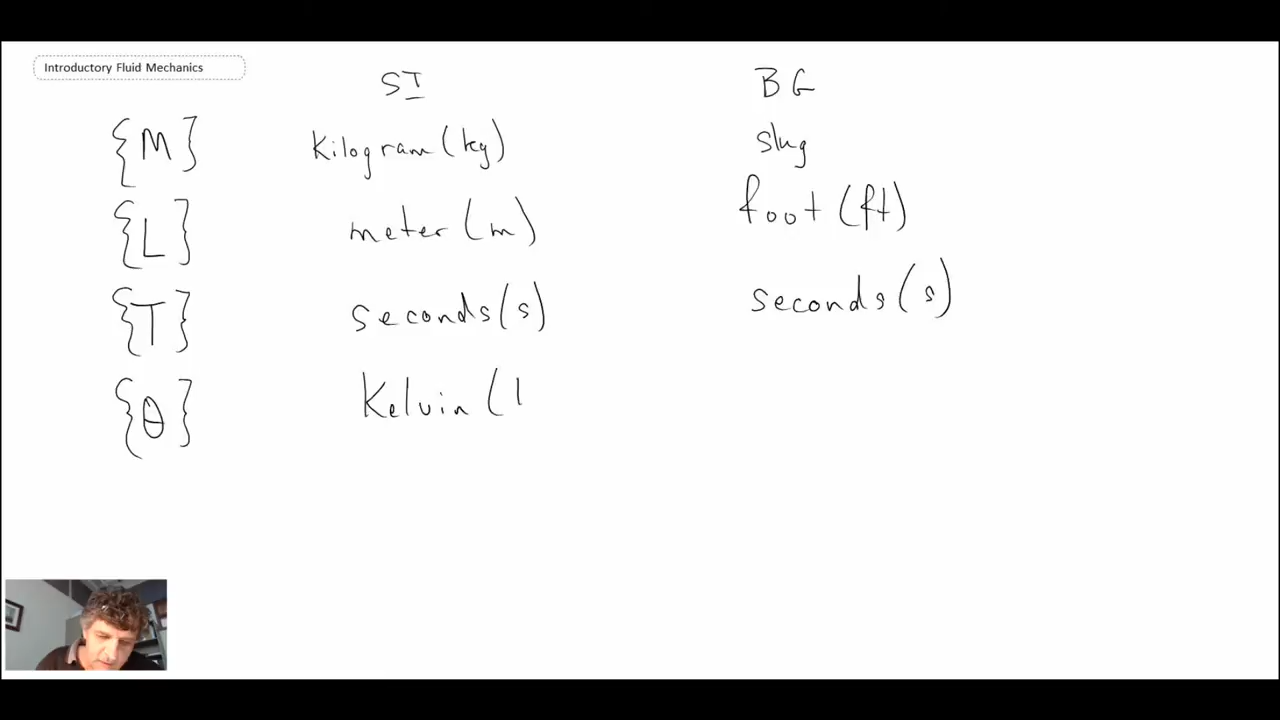 Introductory Fluid Mechanics
SI BG
{M} Kilogram (kg) slug
{L} meter (m) foot (ft)
{T} seconds (s) seconds (s)
{θ} Kelvin (